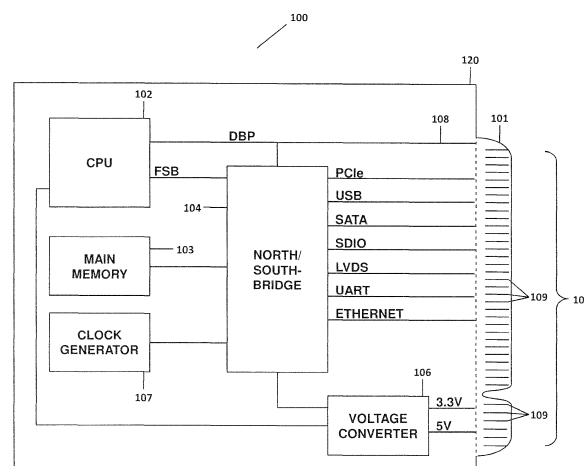 100
120
102
101
DBP
108
CPU
FSB
PCIe
USB
104
SATA
103
SDIO
MAIN
MEMORY
NORTH/
SOUTH-
BRIDGE
LVDS
UART
109
10
ETHERNET
CLOCK
GENERATOR
107
106
3.3V
VOLTAGE
CONVERTER
5V
109